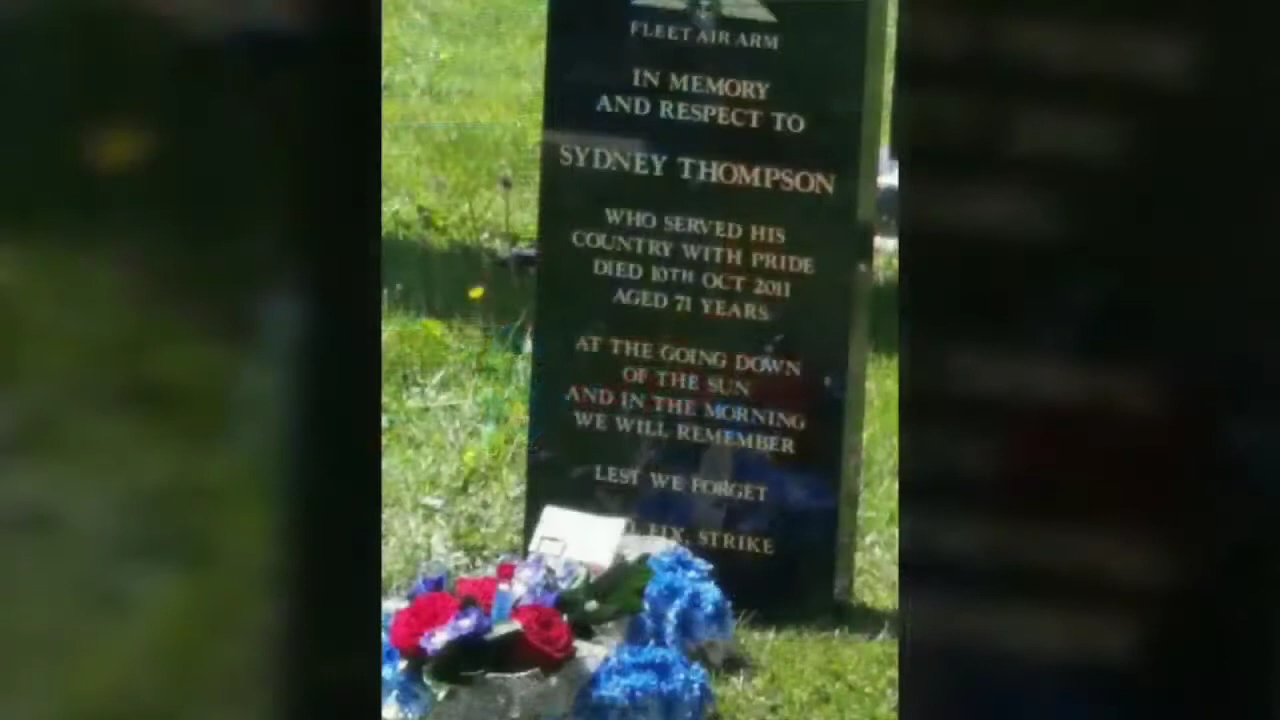 FLEET AIR ARM
IN MEMORY
AND RESPECT TO
SYDNEY THOMPSON
WHO SERVED HIS
COUNTRY WITH PRIDE
DIED 10TH OCT 2011
AGED 71 YEARS
AT THE GOING DOWN
OF THE SUN
AND IN THE MORNING
WE WILL REMEMBER
LEST WE FORGET
FIX, STRIKE